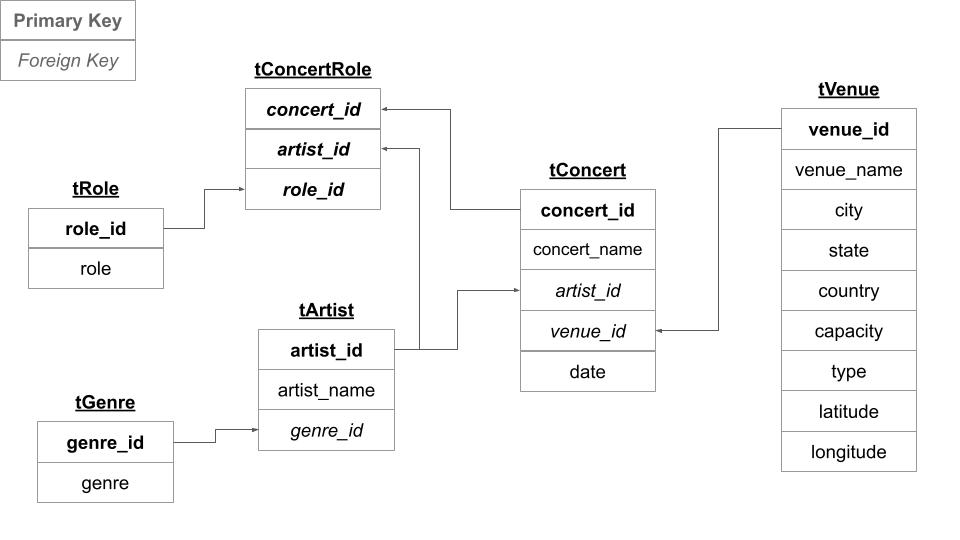 Primary Key
Foreign Key
tConcertRole
concert_id
artist_id
role_id
tRole
role_id
role
tArtist
artist_id
artist_name
genre_id
tGenre
genre_id
genre
tConcert
concert_id
concert_name
artist_id
venue_id
date
tVenue
venue_id
venue_name
city
state
country
capacity
type
latitude
longitude